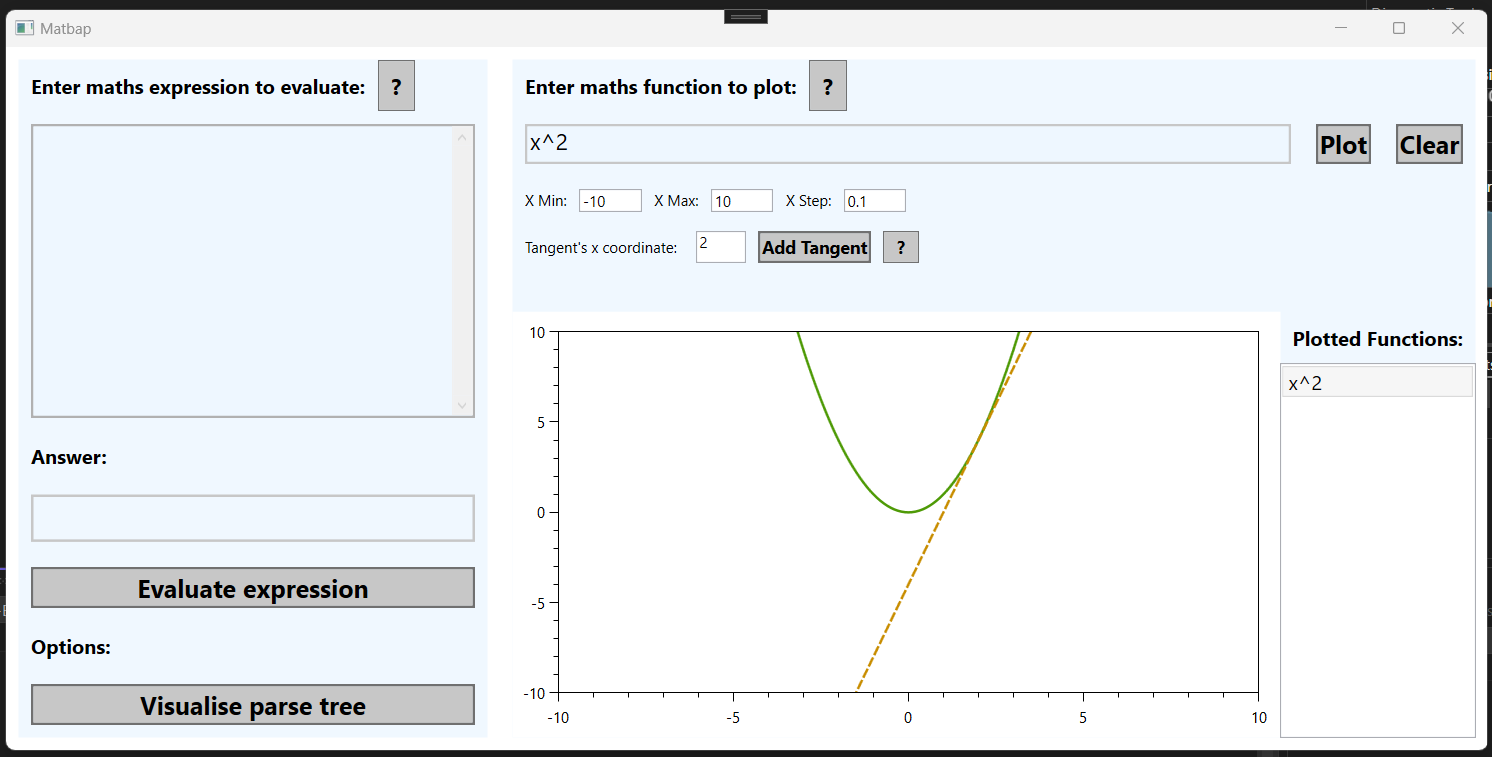 Matbap
Enter maths expression to evaluate: ?
Answer:
Evaluate expression
Options:
Visualise parse tree
Enter maths function to plot: ?
x^2 Plot Clear
X Min: -10 X Max: 10 X Step: 0.1
Tangent's x coordinate: 2 Add Tangent ?
10
5
0
-5
-10
-10 -5 0 5 10
Plotted Functions:
x^2